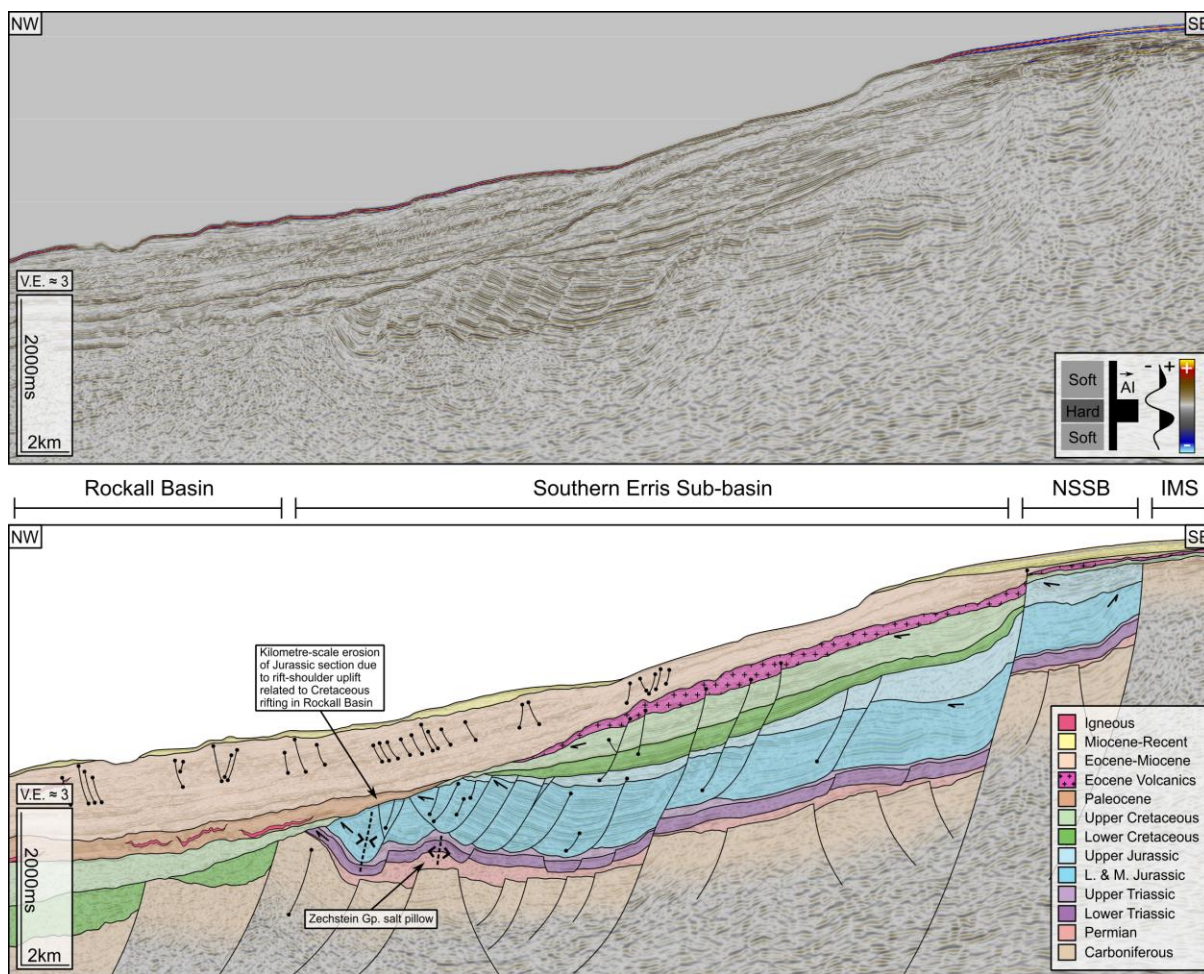 NW
SE
V.E. ≈ 3
2000ms
2km
Soft
Hard
Soft
AI
- +
+
-
Rockall Basin
Southern Erris Sub-basin
NSSB
IMS
NW
SE
Kilometre-scale erosion
of Jurassic section due
to rift-shoulder uplift
related to Cretaceous
rifting in Rockall Basin
V.E. ≈ 3
2000ms
2km
Zechstein Gp. salt pillow
Igneous
Miocene-Recent
Eocene-Miocene
Eocene Volcanics
Paleocene
Upper Cretaceous
Lower Cretaceous
Upper Jurassic
L. & M. Jurassic
Upper Triassic
Lower Triassic
Permian
Carboniferous